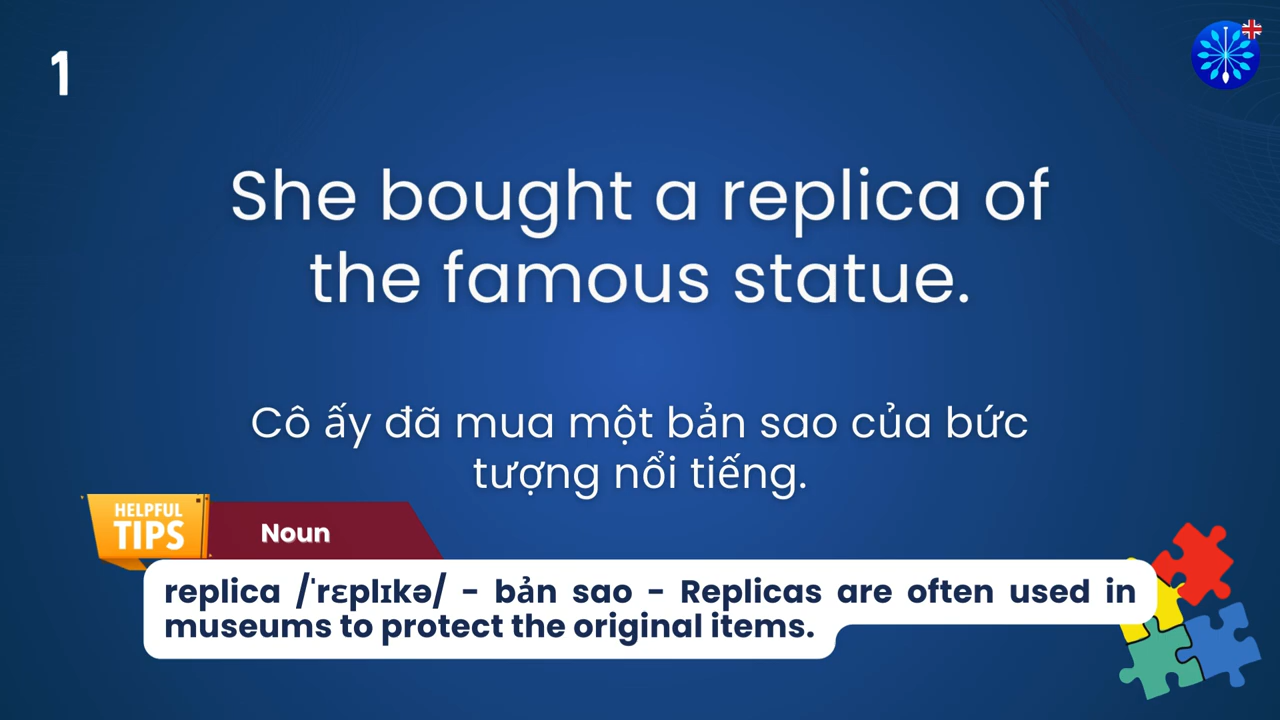 1
She bought a replica of
the famous statue.
Cô ấy đã mua một bản sao của bức
tượng nổi tiếng.
HELPFUL
TIPS
Noun
replica /ˈrɛplɪkə/ - bản sao - Replicas are often used in
museums to protect the original items.